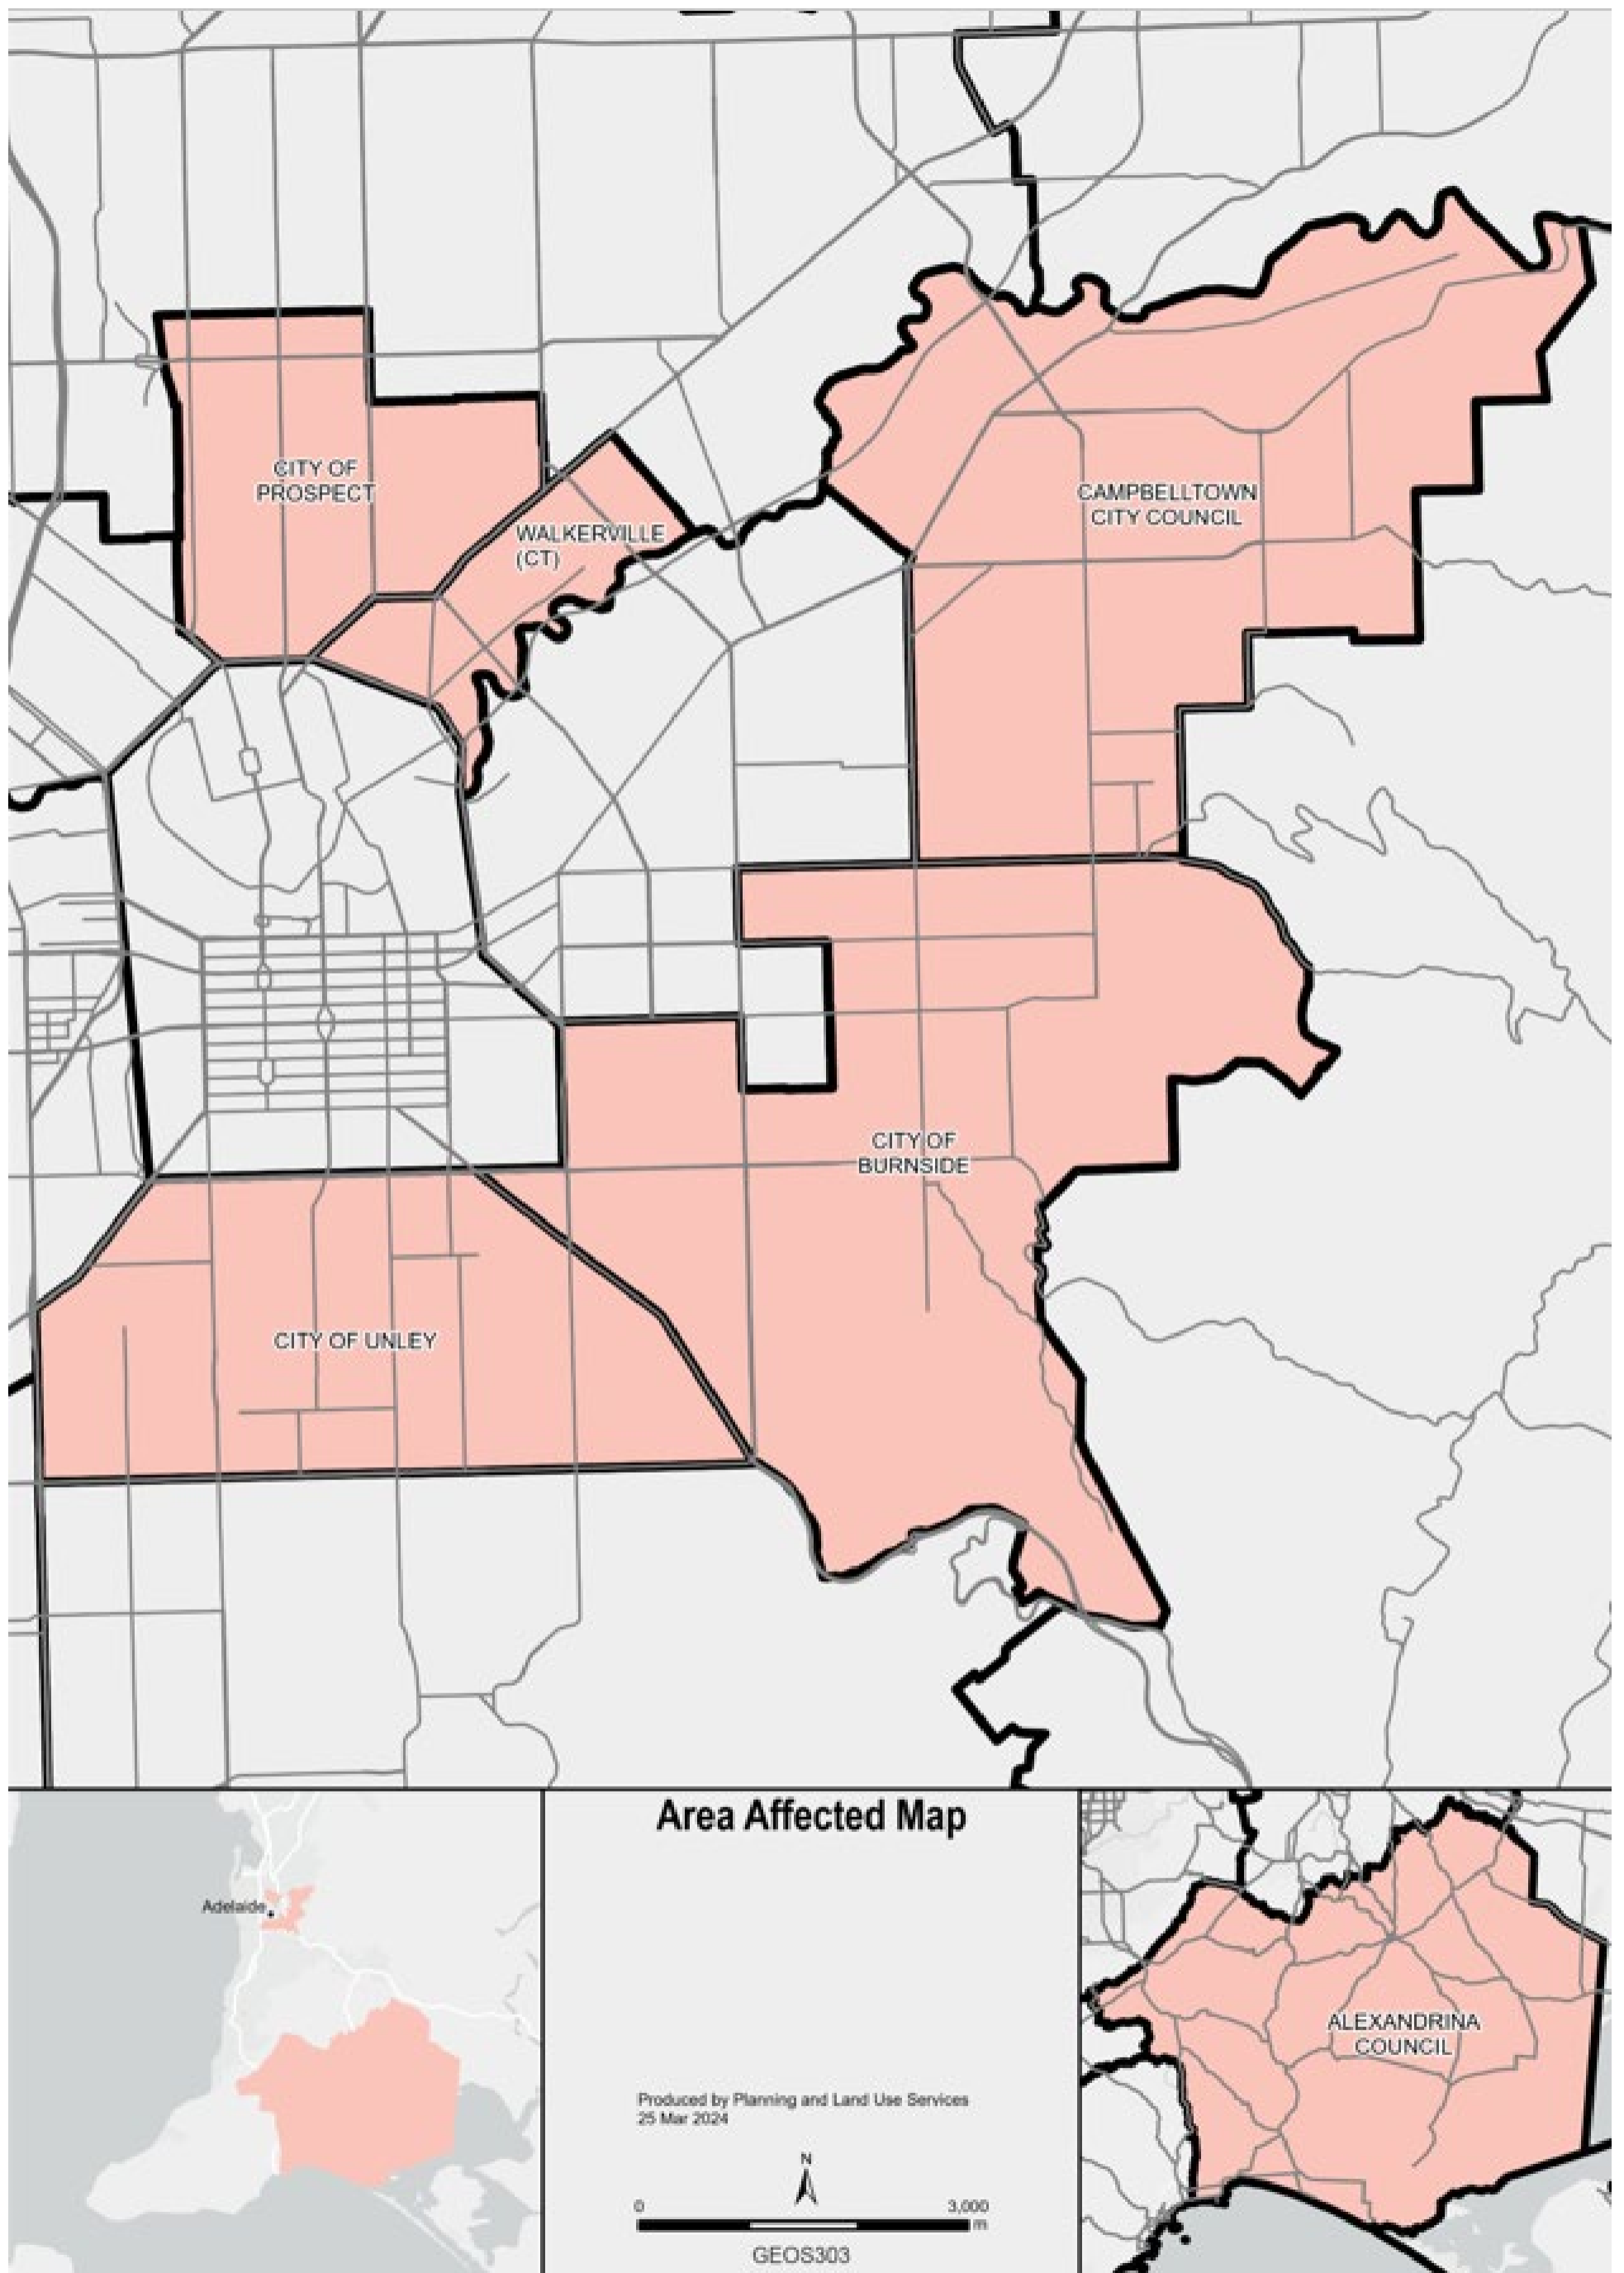 CITY OF
PROSPECT
WALKERVILLE
(CT)
CAMPBELLTOWN
CITY COUNCIL
CITY OF
BURNSIDE
CITY OF UNLEY
Adelaide
Area Affected Map
Produced by Planning and Land Use Services
25 Mar 2024
N
0 3,000
m
GEOS303
ALEXANDRINA
COUNCIL